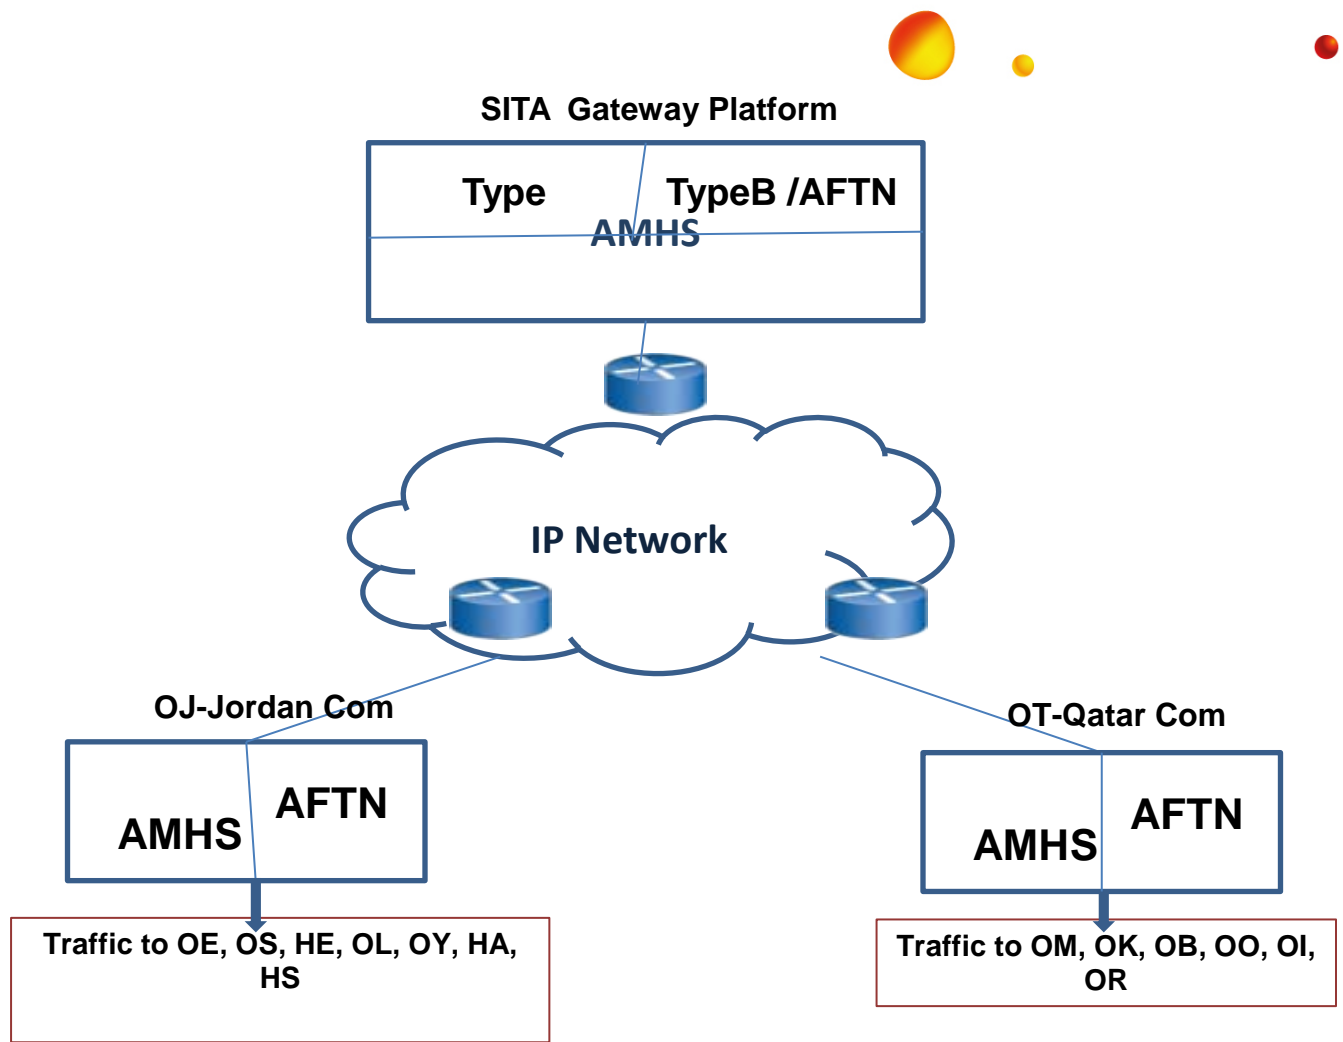 SITA  Gateway Platform
Type
TypeB /AFTN
AMHS
IP Network
OJ-Jordan Com
OT-Qatar Com
AFTN
AMHS
AFTN
AMHS
Traffic to OE, OS, HE, OL, OY, HA,
HS
Traffic to OM, OK, OB, OO, OI,
OR